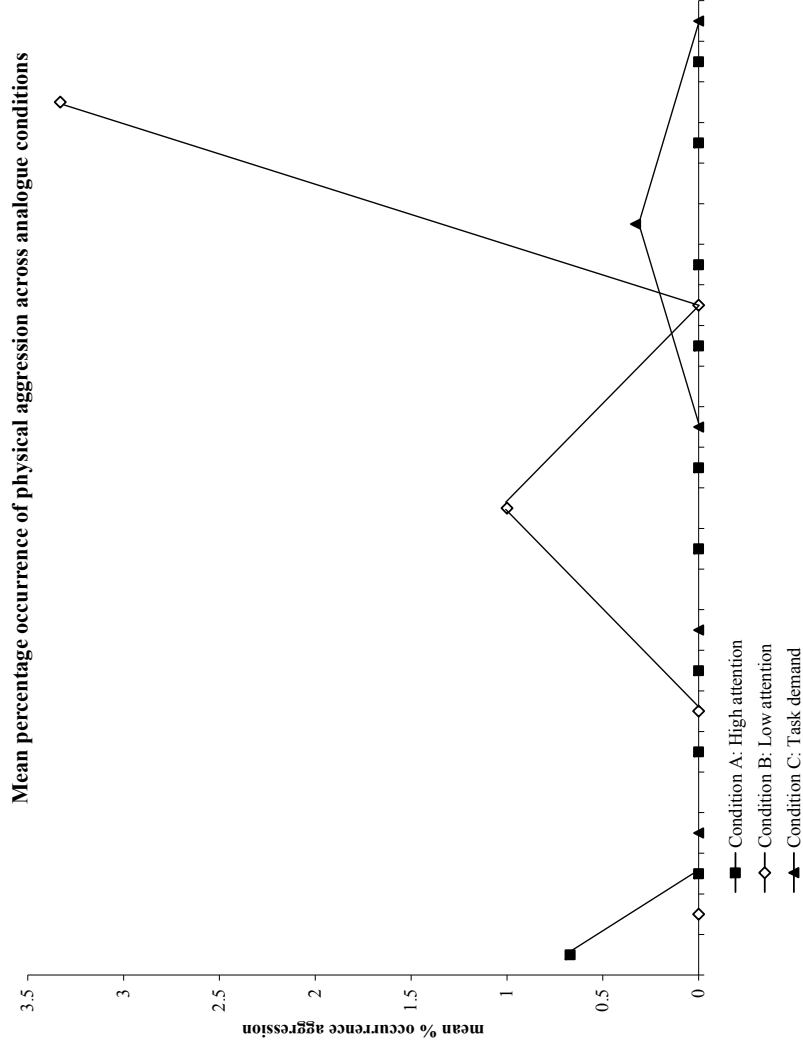 Mean percentage occurrence of physical aggression across analogue conditions
3.5
3
2.5
2
1.5
1
0.5
0
mean % occurrence aggression
Condition A: High attention
Condition B: Low attention
Condition C: Task demand